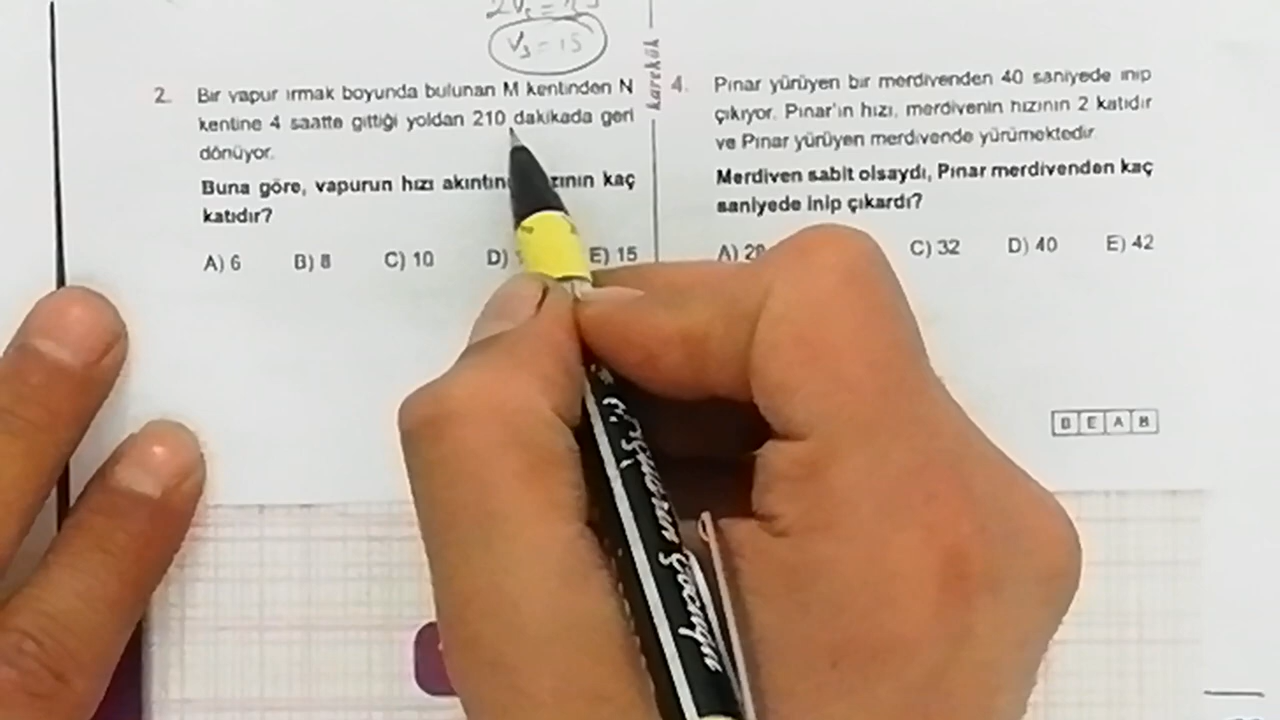 V₃ = 15
2. Bir vapur ırmak boyunda bulunan M kentinden N
kentine 4 saatte gittiği yoldan 210 dakikada geri
dönüyor.
Buna göre, vapurun hızı kaç
katıdır?
A) 6 B) 8 C) 10 D) E) 15
karekök
4. Pınar yürüyen bir merdivenden 40 saniyede inip
çıkıyor. Pınar'ın hızı, merdivenin hızının 2 katıdır
ve Pınar yürüyen merdivende yürümektedir.
Merdiven sabit olsaydı, Pınar merdivenden kaç
saniyede inip çıkardı?
A) C) 32 D) 40 E) 42
B E A B